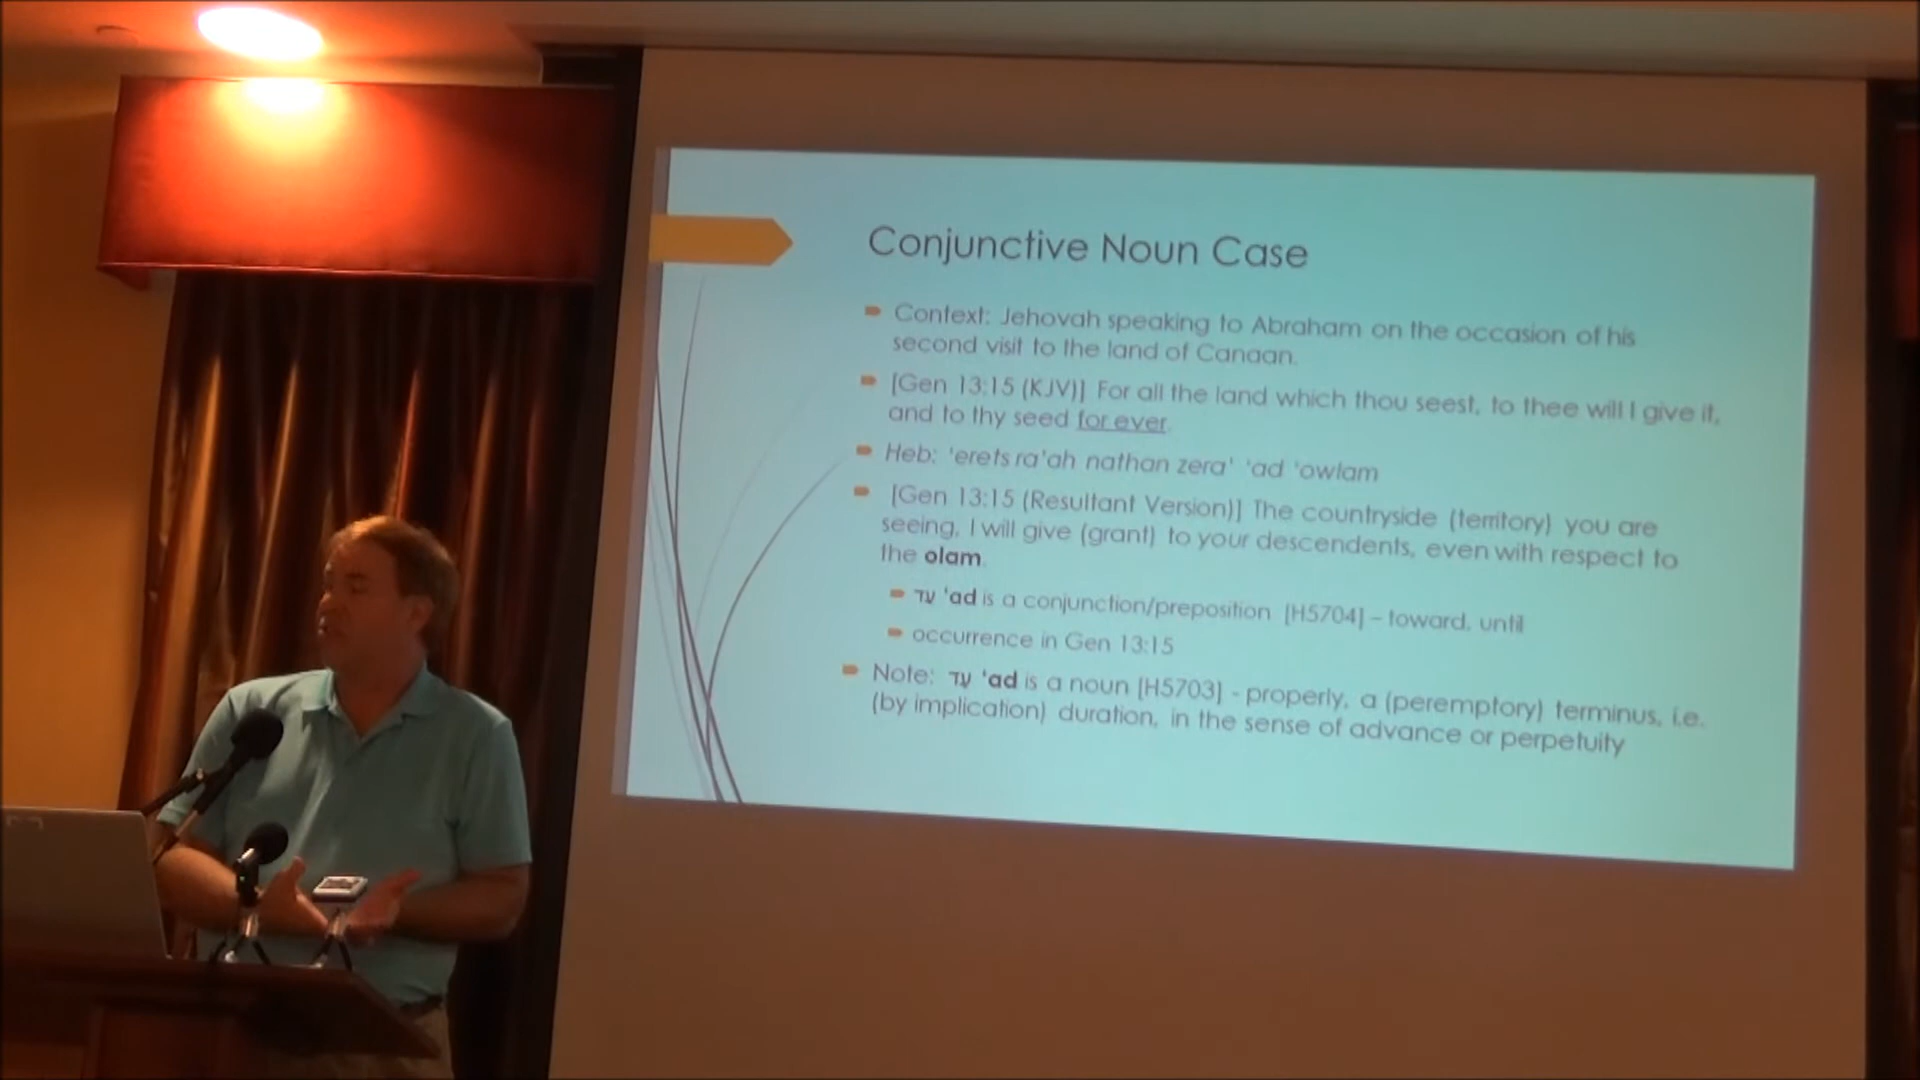 Conjunctive Noun Case
Context: Jehovah speaking to Abraham on the occasion of his
second visit to the land of Canaan.
[Gen 13:15 (KJV)] For all the land which thou seest, to thee will I give it,
and to thy seed for ever.
Heb: 'erets ra'ah nathan zera' 'ad 'owlam
[Gen 13:15 (Resultant Version)] The countryside (territory) you are
seeing, I will give (grant) to your descendents, even with respect to
the olam.
עד 'ad is a conjunction/preposition [H5704] – toward, until
occurrence in Gen 13:15
Note: עד 'ad is a noun [H5703] - properly, a (peremptory) terminus, i.e.
(by implication) duration, in the sense of advance or perpetuity